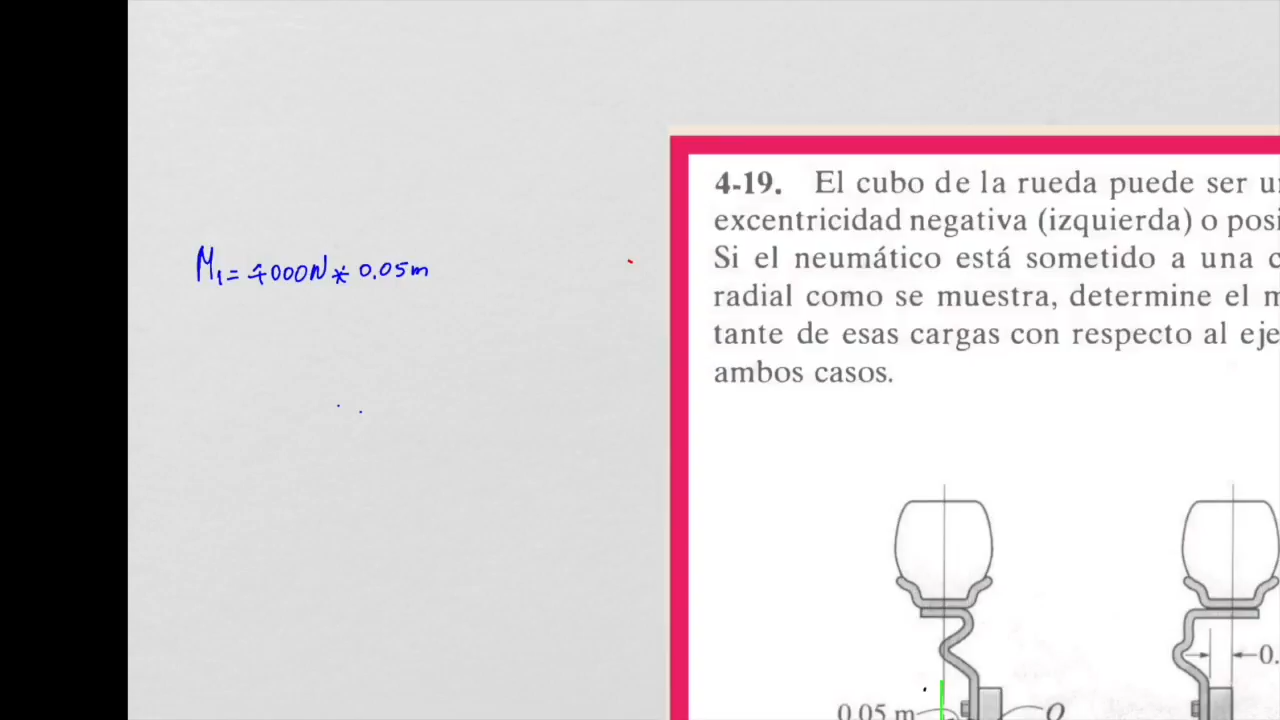 M₁ = 4000N * 0.05m
4-19. El cubo de la rueda puede ser
excentricidad negativa (izquierda) o
Si el neumático está sometido a una
radial como se muestra, determine el
tante de esas cargas con respecto al eje
ambos casos.
0.
0.05 m
O